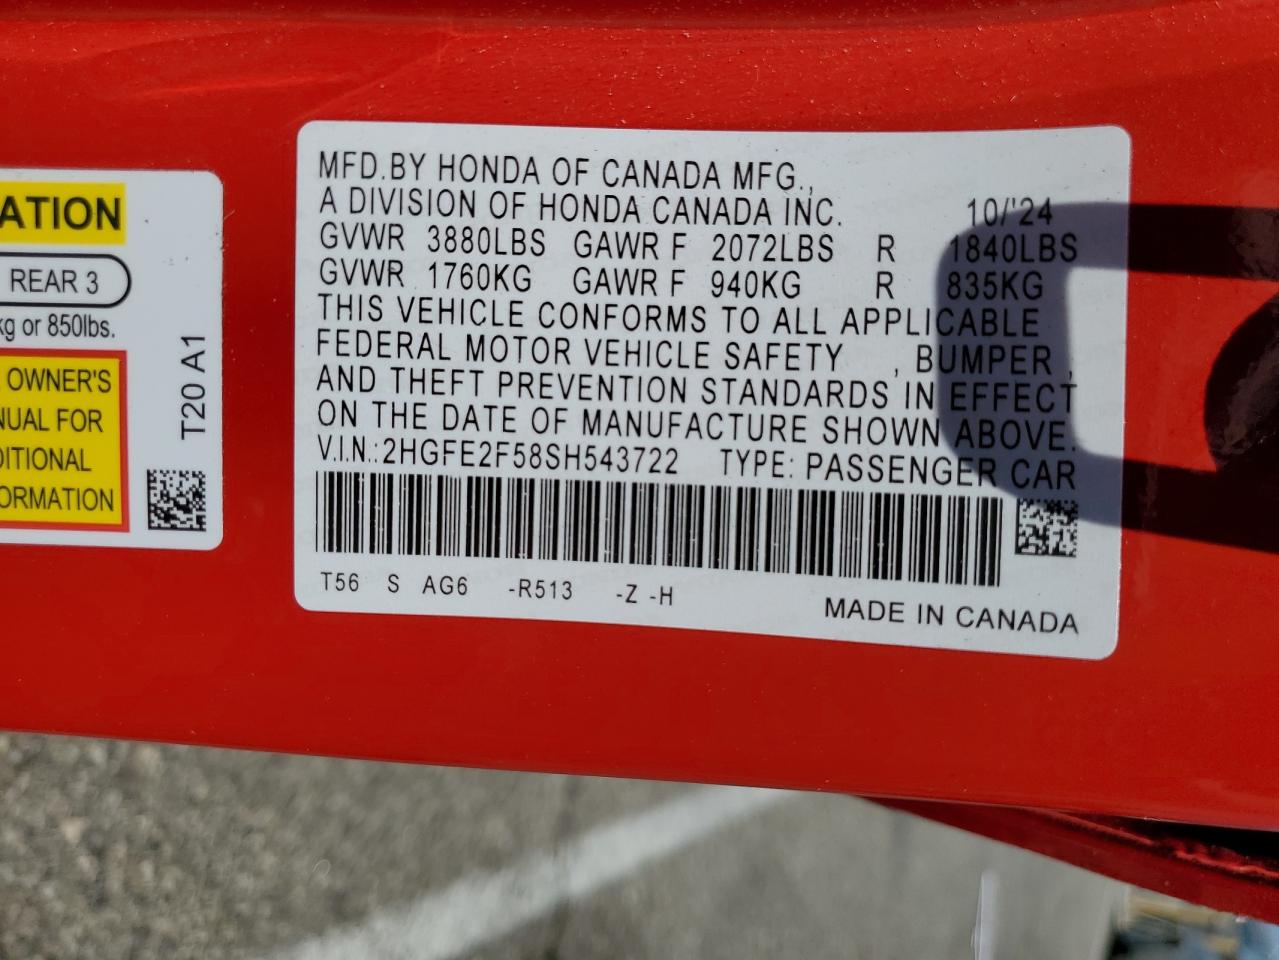 ATION
REAR 3
kg or 850lbs.
OWNER'S
NUAL FOR
DITIONAL
ORMATION
T20 A1
MFD.BY HONDA OF CANADA MFG.,
A DIVISION OF HONDA CANADA INC. 10/'24
GVWR 3880LBS GAWR F 2072LBS R 1840LBS
GVWR 1760KG GAWR F 940KG R 835KG
THIS VEHICLE CONFORMS TO ALL APPLICABLE
FEDERAL MOTOR VEHICLE SAFETY , BUMPER ,
AND THEFT PREVENTION STANDARDS IN EFFECT
ON THE DATE OF MANUFACTURE SHOWN ABOVE.
V.I.N.:2HGFE2F58SH543722 TYPE: PASSENGER CAR
T56 S AG6 -R513 -Z -H
MADE IN CANADA